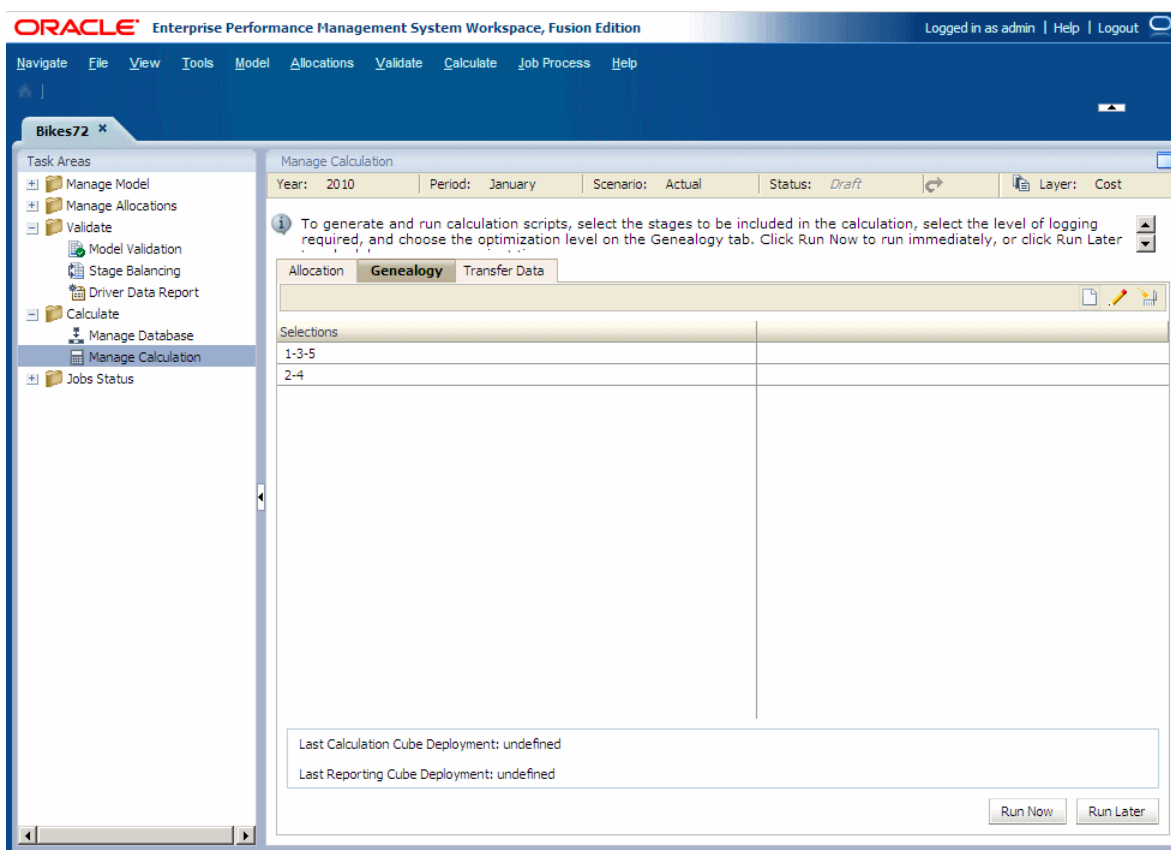 ORACLE Enterprise Performance Management System Workspace, Fusion Edition Logged in as admin | Help | Logout
Navigate File View Tools Model Allocations Validate Calculate Job Process Help
Bikes72
Task Areas
Manage Model
Manage Allocations
Validate
Model Validation
Stage Balancing
Driver Data Report
Calculate
Manage Database
Manage Calculation
Jobs Status
Manage Calculation
Year: 2010 Period: January Scenario: Actual Status: Draft Layer: Cost
To generate and run calculation scripts, select the stages to be included in the calculation, select the level of logging
required, and choose the optimization level on the Genealogy tab. Click Run Now to run immediately, or click Run Later
Allocation Genealogy Transfer Data
Selections
1-3-5
2-4
Last Calculation Cube Deployment: undefined
Last Reporting Cube Deployment: undefined
Run Now Run Later